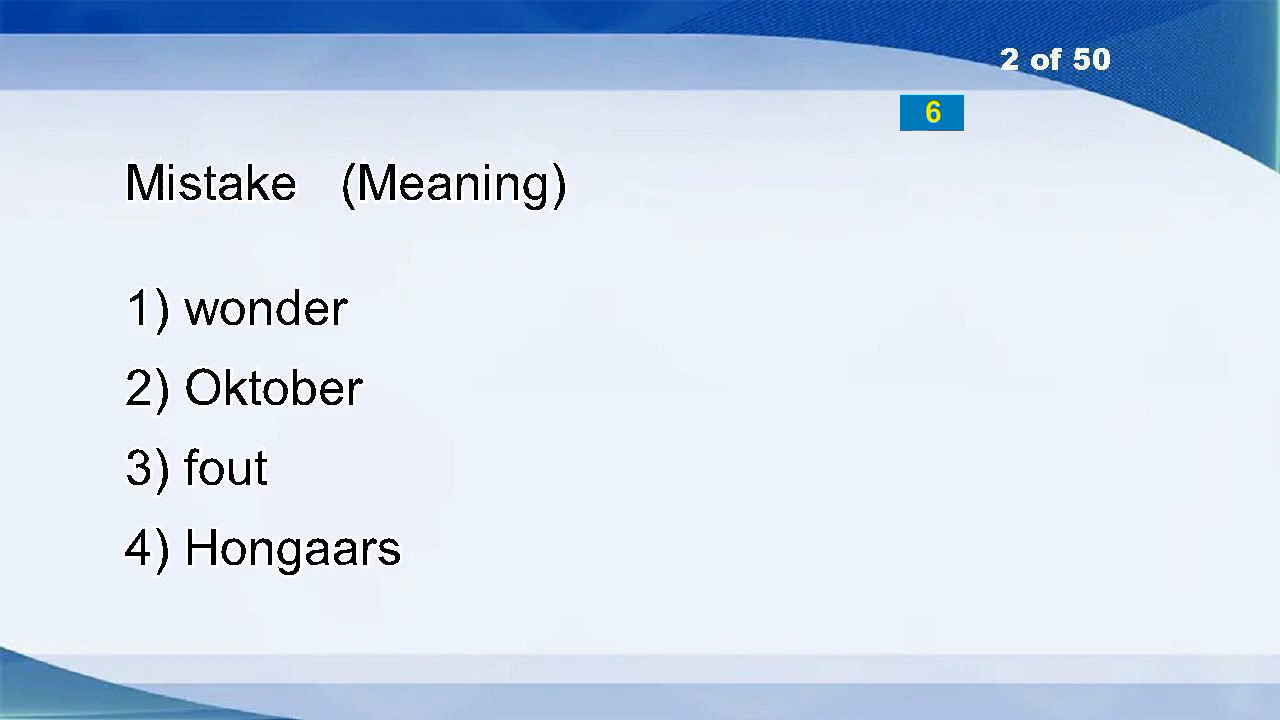 2 of 50
6
Mistake (Meaning)
1) wonder
2) Oktober
3) fout
4) Hongaars